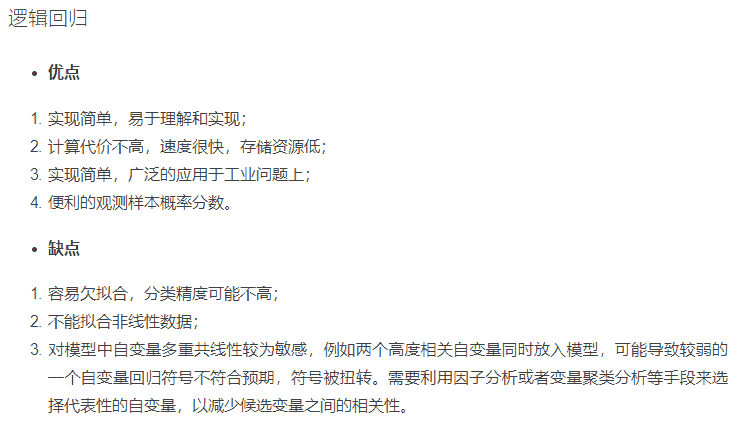 逻辑回归
• 优点
1. 实现简单，易于理解和实现；
2. 计算代价不高，速度很快，存储资源低；
3. 实现简单，广泛的应用于工业问题上；
4. 便利的观测样本概率分数。
• 缺点
1. 容易欠拟合，分类精度可能不高；
2. 不能拟合非线性数据；
3. 对模型中自变量多重共线性较为敏感，例如两个高度相关自变量同时放入模型，可能导致较弱的
一个自变量回归符号不符合预期，符号被扭转。需要利用因子分析或者变量聚类分析等手段来选
择代表性的自变量，以减少候选变量之间的相关性。